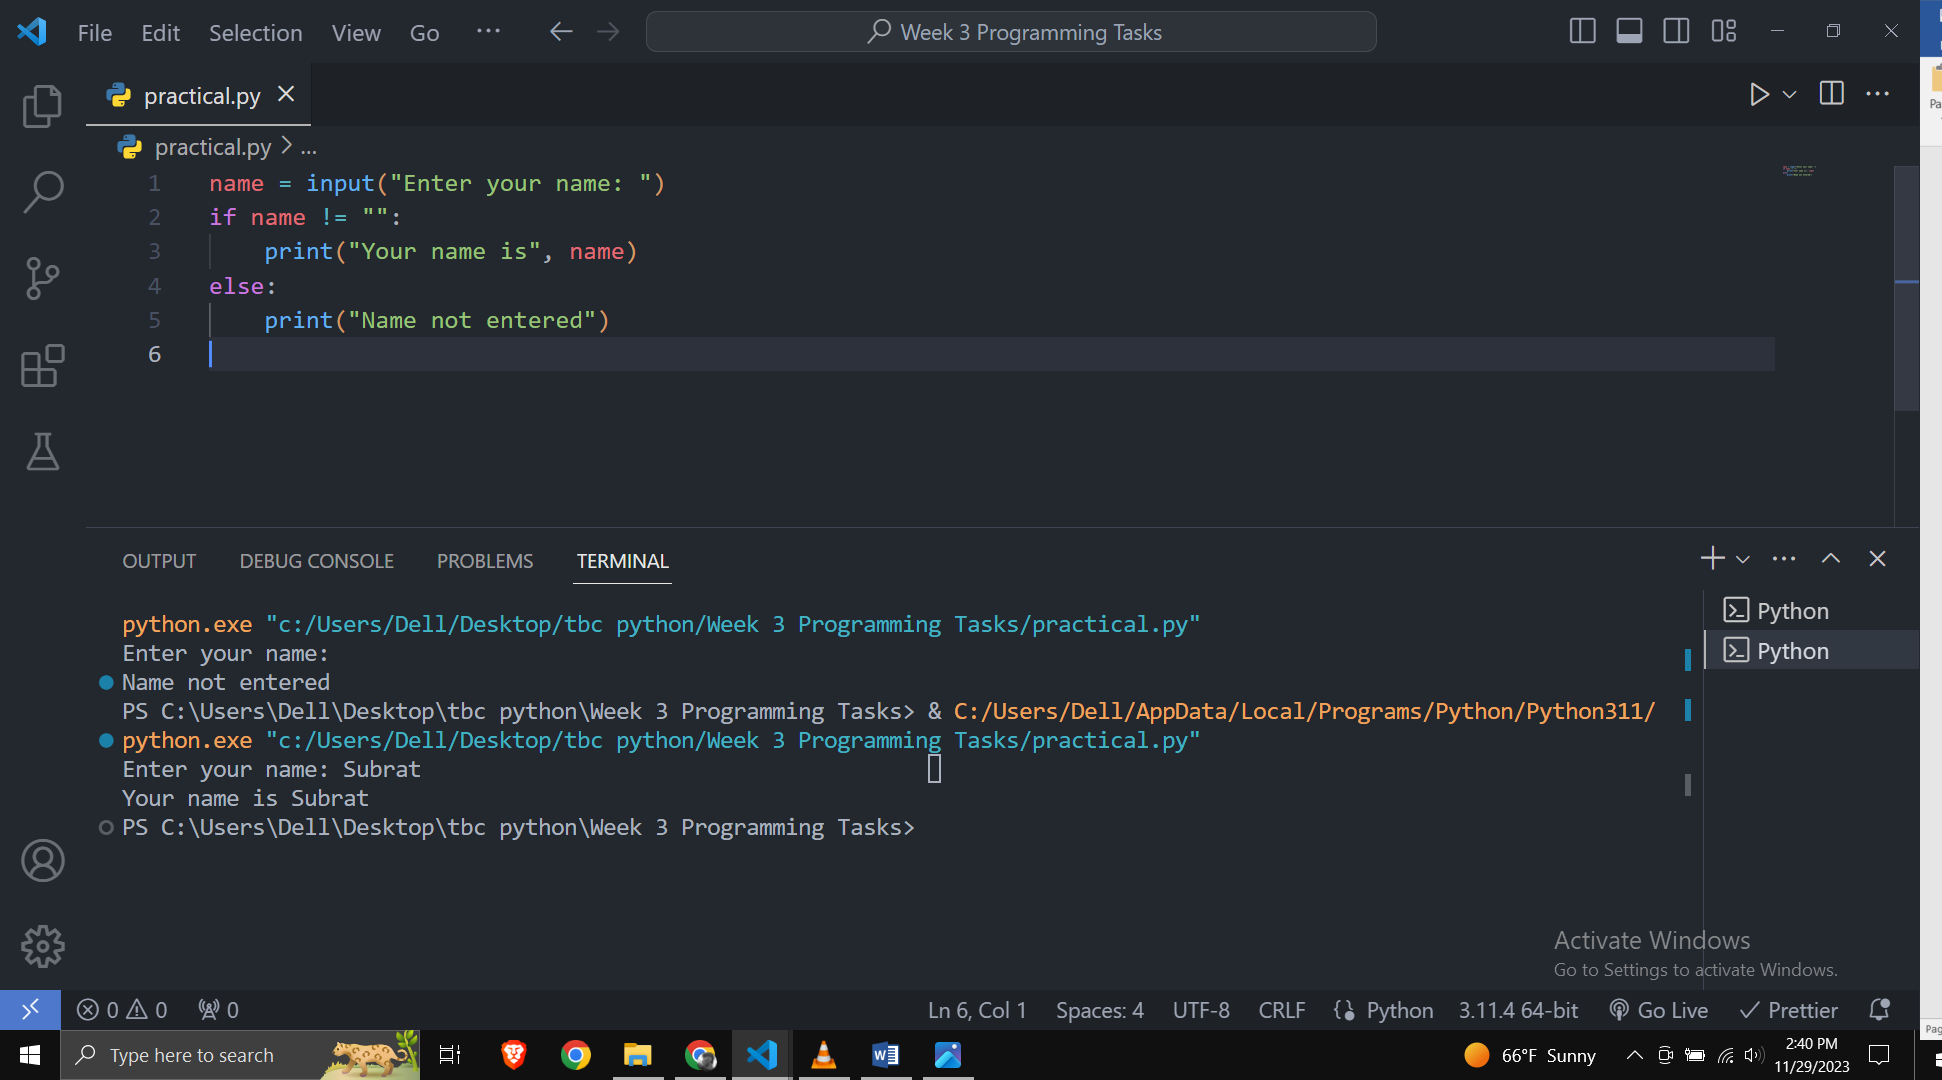 File Edit Selection View Go ··· Week 3 Programming Tasks
practical.py
practical.py > ...
1 name = input("Enter your name: ")
2 if name != "":
3     print("Your name is", name)
4 else:
5     print("Name not entered")
6
OUTPUT DEBUG CONSOLE PROBLEMS TERMINAL
python.exe "c:/Users/Dell/Desktop/tbc python/Week 3 Programming Tasks/practical.py"
Enter your name:
Name not entered
PS C:\Users\Dell\Desktop\tbc python\Week 3 Programming Tasks> & C:/Users/Dell/AppData/Local/Programs/Python/Python311/
python.exe "c:/Users/Dell/Desktop/tbc python/Week 3 Programming Tasks/practical.py"
Enter your name: Subrat
Your name is Subrat
PS C:\Users\Dell\Desktop\tbc python\Week 3 Programming Tasks>
Python
Python
Activate Windows
Go to Settings to activate Windows.
0 0 0 Ln 6, Col 1 Spaces: 4 UTF-8 CRLF {} Python 3.11.4 64-bit Go Live Prettier
Type here to search
66°F Sunny
2:40 PM
11/29/2023
Pa
Pag